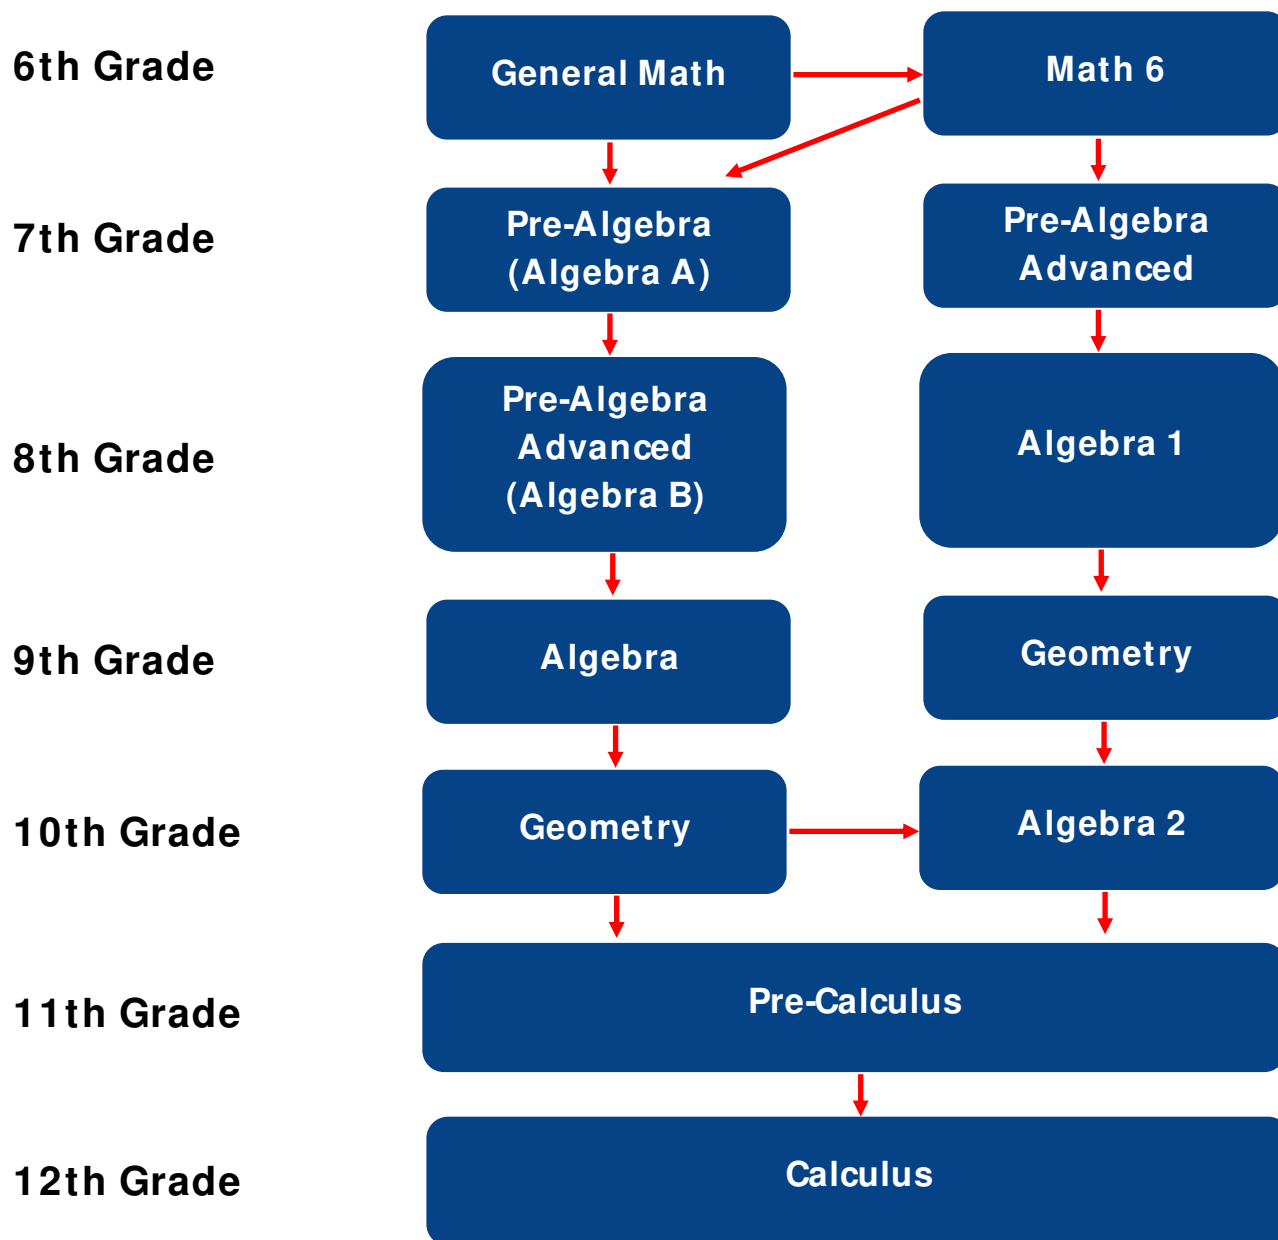 6th Grade
General Math
Math 6
7th Grade
Pre-Algebra
(Algebra A)
Pre-Algebra
Advanced
8th Grade
Pre-Algebra
Advanced
(Algebra B)
Algebra 1
9th Grade
Algebra
Geometry
10th Grade
Geometry
Algebra 2
11th Grade
Pre-Calculus
12th Grade
Calculus